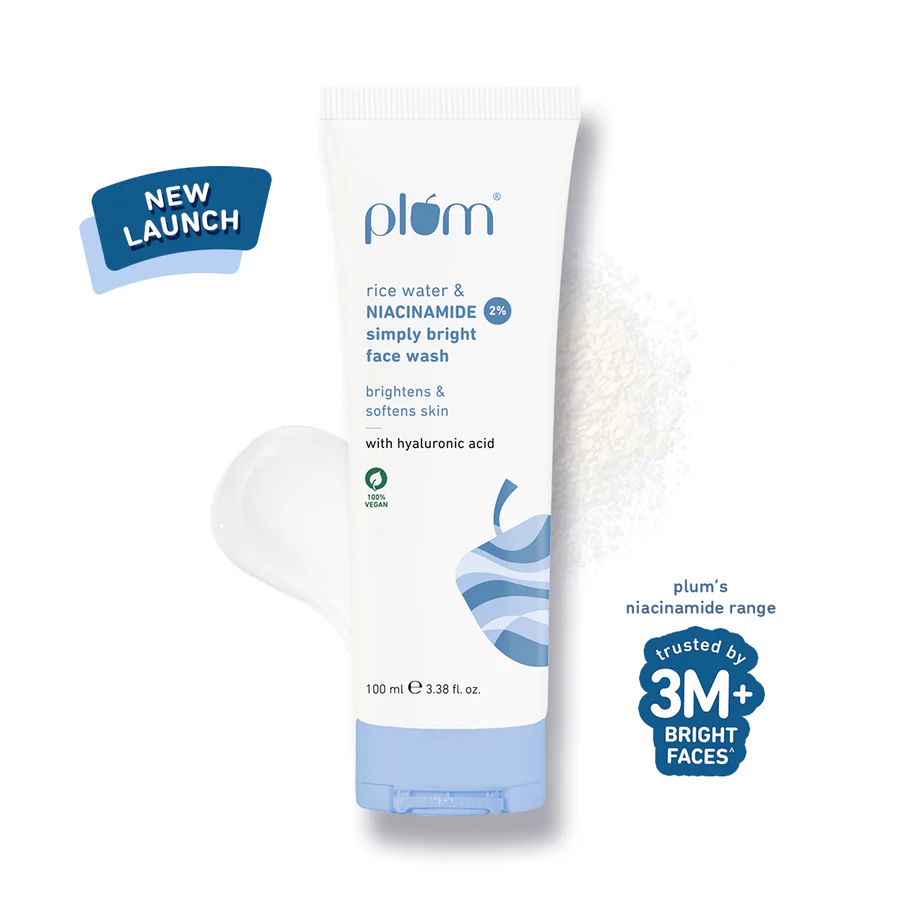 NEW
LAUNCH
plum®
rice water &
NIACINAMIDE 2%
simply bright
face wash
brightens &
softens skin
with hyaluronic acid
100%
VEGAN
100 ml ℮ 3.38 fl. oz.
plum's
niacinamide range
trusted by
3M+
BRIGHT
FACES^